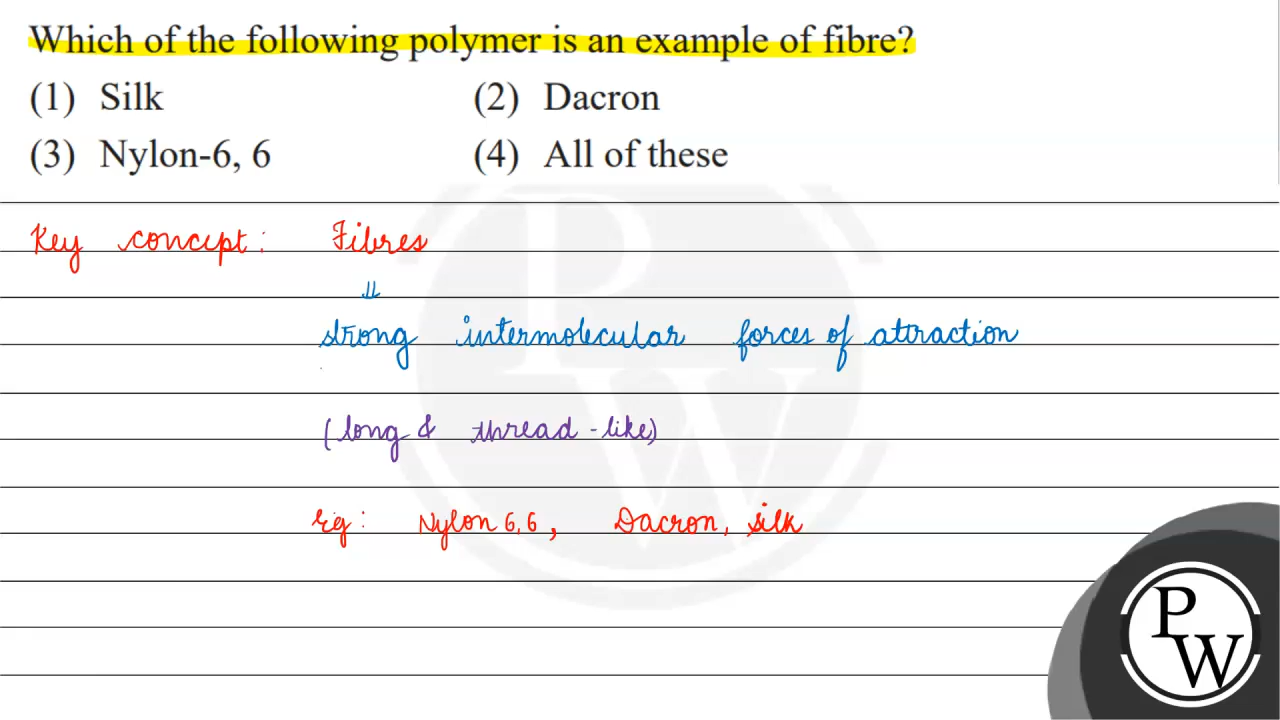 Which of the following polymer is an example of fibre?
(1) Silk (2) Dacron
(3) Nylon-6, 6 (4) All of these
Key concept: Fibres
⇓
strong intermolecular forces of attraction
(long & thread-like)
Eg: Nylon 6,6, Dacron, silk
PW
PW